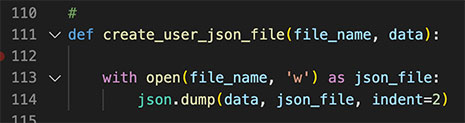 110 #
111 def create_user_json_file(file_name, data):
112
113 with open(file_name, 'w') as json_file:
114 json.dump(data, json_file, indent=2)
115